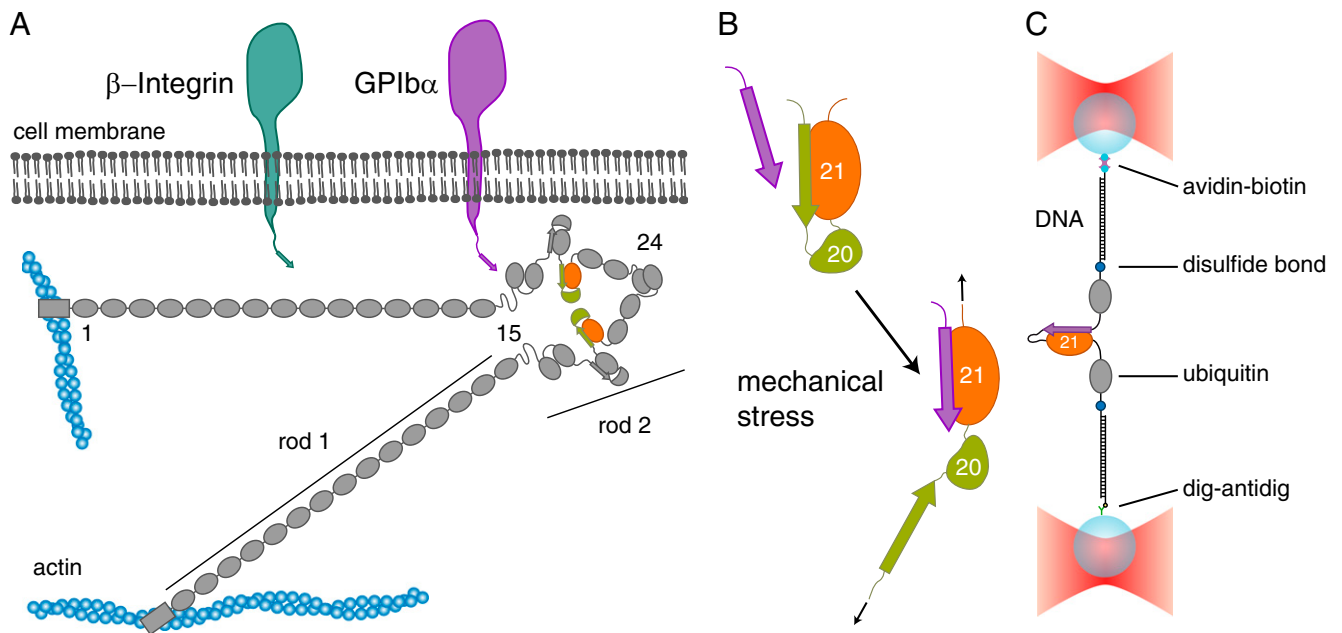 A
β–Integrin
GPIbα
cell membrane
24
1
15
rod 1
rod 2
actin
B
21
20
mechanical
stress
21
20
C
avidin-biotin
DNA
disulfide bond
21
ubiquitin
dig-antidig